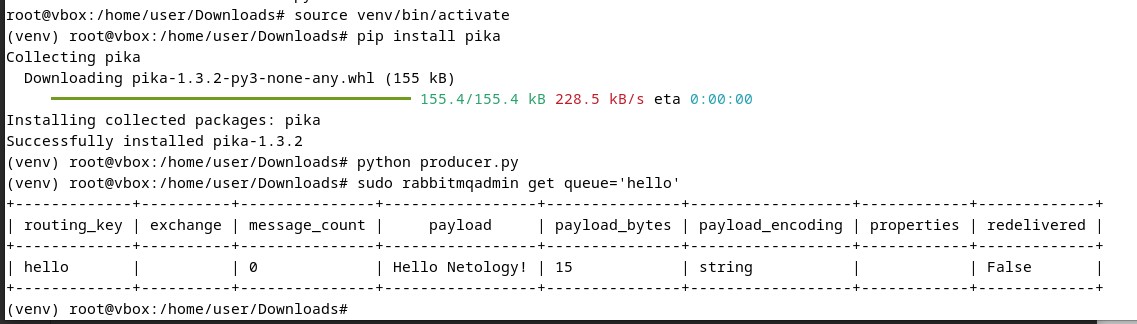 root@vbox:/home/user/Downloads# source venv/bin/activate
(venv) root@vbox:/home/user/Downloads# pip install pika
Collecting pika
  Downloading pika-1.3.2-py3-none-any.whl (155 kB)
155.4/155.4 kB 228.5 kB/s eta 0:00:00
Installing collected packages: pika
Successfully installed pika-1.3.2
(venv) root@vbox:/home/user/Downloads# python producer.py
(venv) root@vbox:/home/user/Downloads# sudo rabbitmqadmin get queue='hello'
+-------------+----------+---------------+-----------------+---------------+------------------+------------+-------------+
| routing_key | exchange | message_count |     payload     | payload_bytes | payload_encoding | properties | redelivered |
+-------------+----------+---------------+-----------------+---------------+------------------+------------+-------------+
| hello       |          | 0             | Hello Netology! | 15            | string           |            | False       |
+-------------+----------+---------------+-----------------+---------------+------------------+------------+-------------+
(venv) root@vbox:/home/user/Downloads#